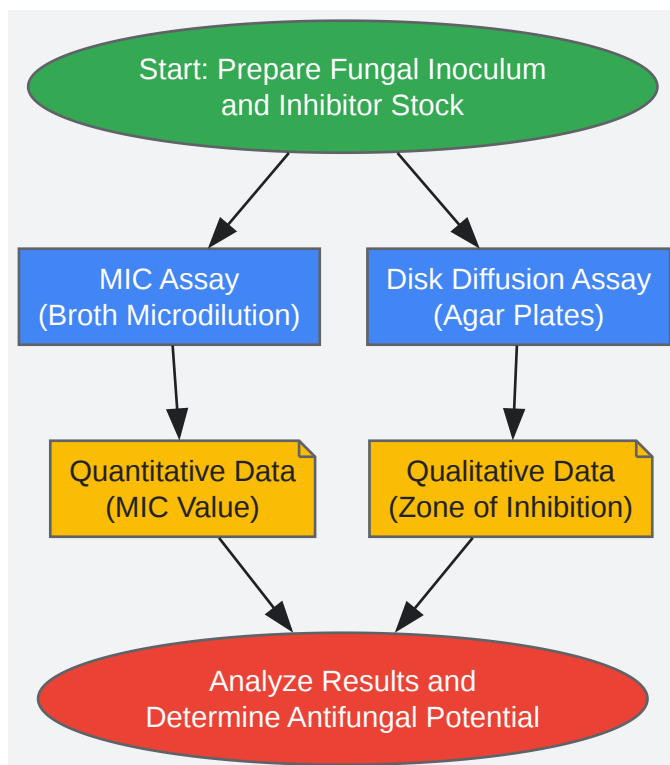 Start: Prepare Fungal Inoculum
and Inhibitor Stock
MIC Assay
(Broth Microdilution)
Disk Diffusion Assay
(Agar Plates)
Quantitative Data
(MIC Value)
Qualitative Data
(Zone of Inhibition)
Analyze Results and
Determine Antifungal Potential